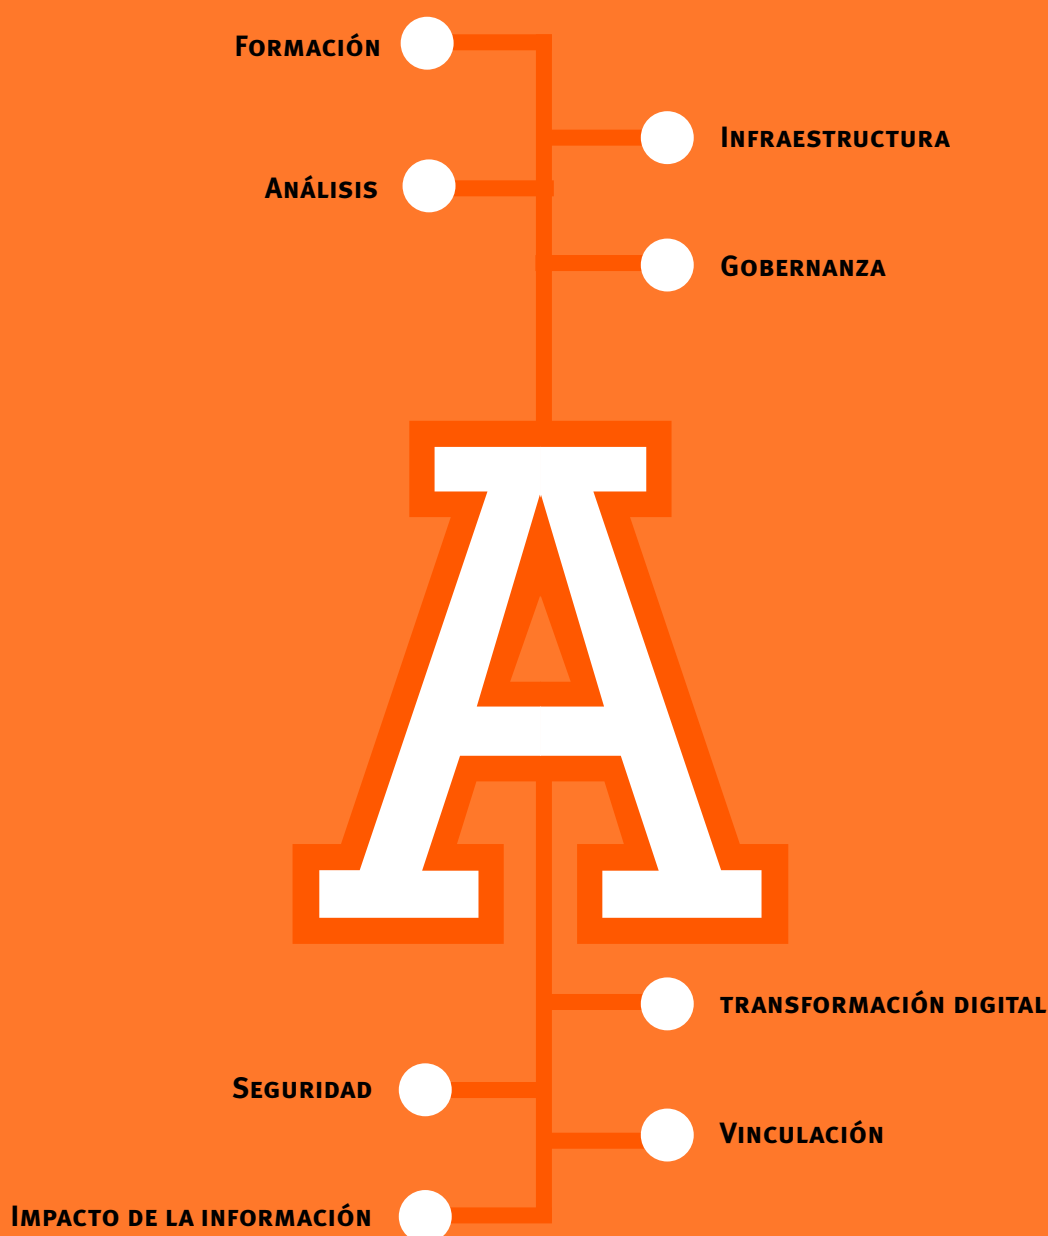 Formación
Infraestructura
Análisis
Gobernanza
A
transformación digital
Seguridad
Vinculación
Impacto de la información